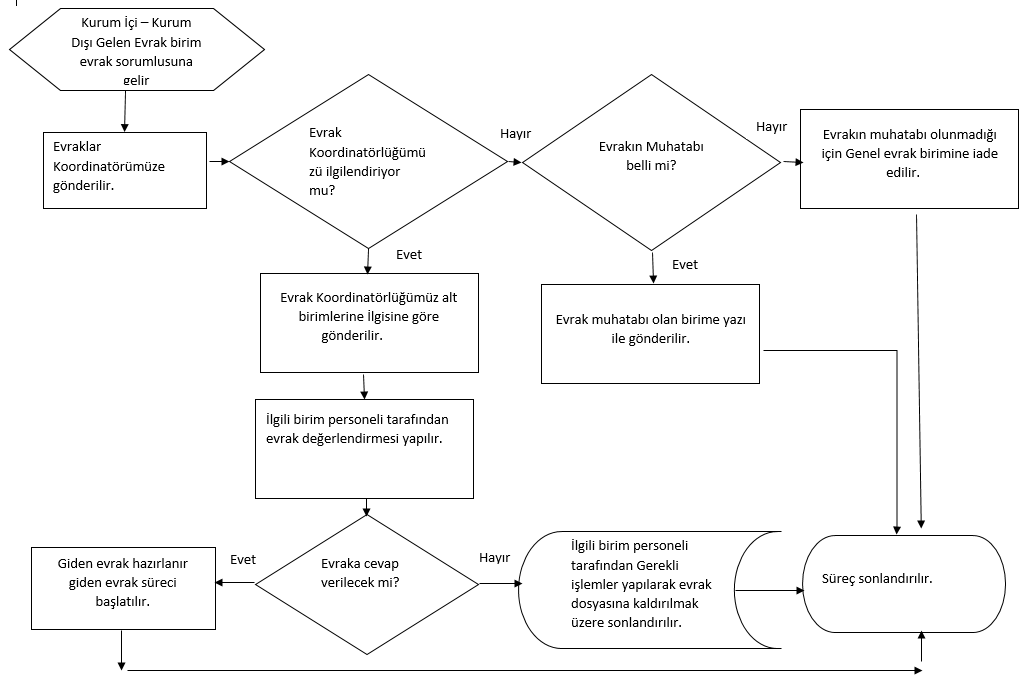 Kurum İçi – Kurum
Dışı Gelen Evrak birim
evrak sorumlusuna
gelir
Evraklar
Koordinatörümüze
gönderilir.
Evrak
Koordinatörlüğümü
zü ilgilendiriyor
mu?
Hayır
Evrakın Muhatabı
belli mi?
Hayır
Evrakın muhatabı olunmadığı
için Genel evrak birimine iade
edilir.
Evet
Evet
Evrak Koordinatörlüğümüz alt
birimlerine İlgisine göre
gönderilir.
Evrak muhatabı olan birime yazı
ile gönderilir.
İlgili birim personeli tarafından
evrak değerlendirmesi yapılır.
Evraka cevap
verilecek mi?
Evet
Hayır
Giden evrak hazırlanır
giden evrak süreci
başlatılır.
İlgili birim personeli
tarafından Gerekli
işlemler yapılarak evrak
dosyasına kaldırılmak
üzere sonlandırılır.
Süreç sonlandırılır.